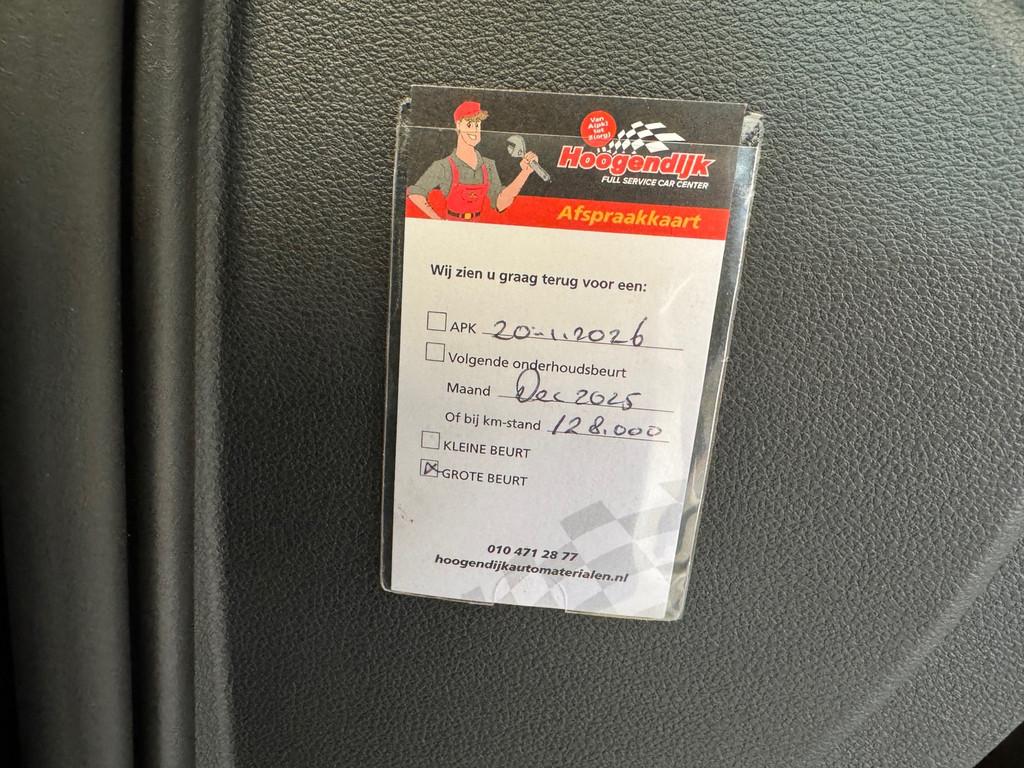 Van
A(pk)
tot
Z(org)
Hoogendijk
FULL SERVICE CAR CENTER
Afspraakkaart
Wij zien u graag terug voor een:
APK 20-1.2026
Volgende onderhoudsbeurt
Maand Dec 2025
Of bij km-stand 128.000
KLEINE BEURT
GROTE BEURT
010 471 28 77
hoogendijkautomaterialen.nl